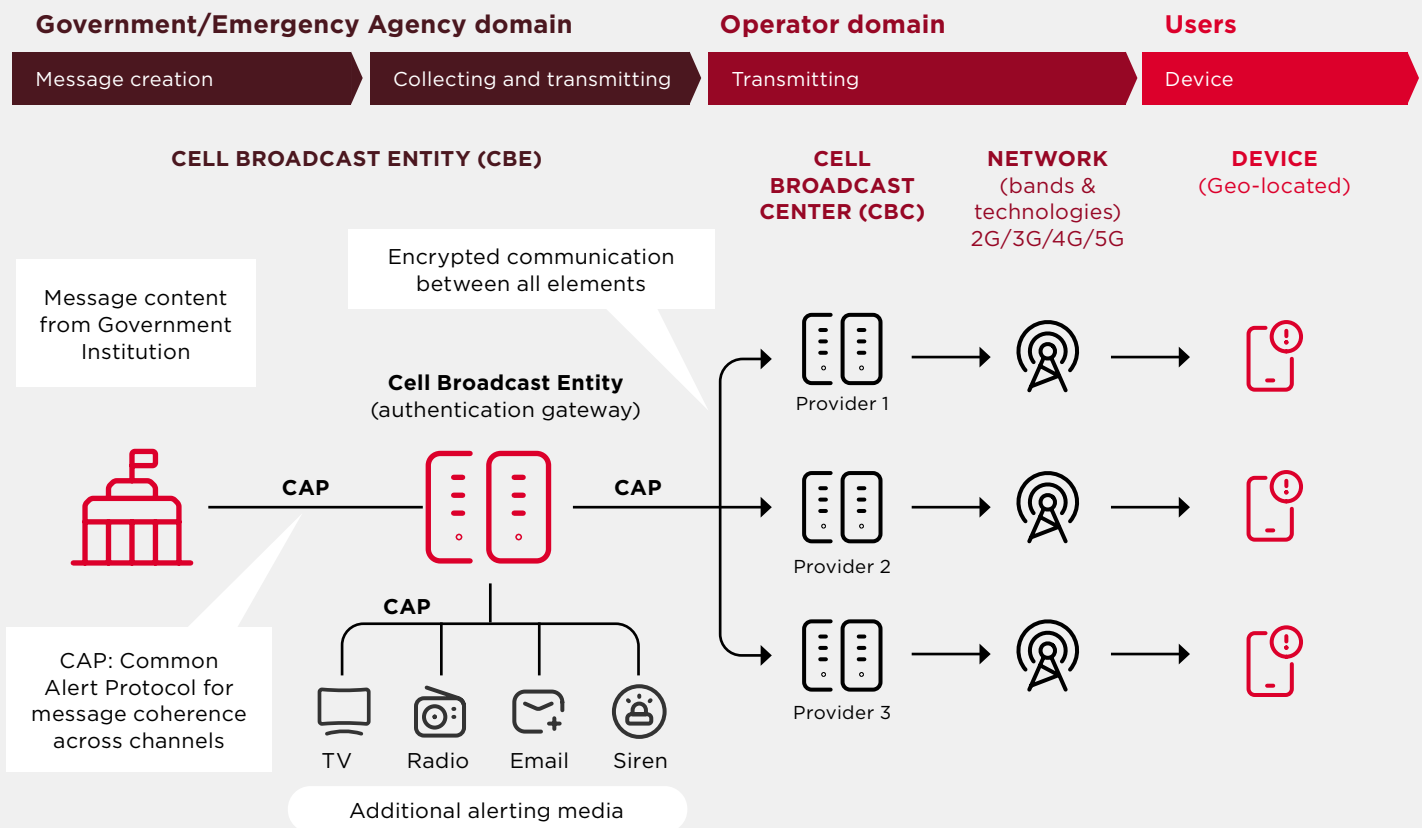 Government/Emergency Agency domain
Operator domain
Users
Message creation
Collecting and transmitting
Transmitting
Device
CELL BROADCAST ENTITY (CBE)
CELL
BROADCAST
CENTER (CBC)
NETWORK
(bands &
technologies)
2G/3G/4G/5G
DEVICE
(Geo-located)
Encrypted communication
between all elements
Message content
from Government
Institution
Cell Broadcast Entity
(authentication gateway)
CAP
CAP
Provider 1
Provider 2
Provider 3
CAP
CAP: Common
Alert Protocol for
message coherence
across channels
TV
Radio
Email
Siren
Additional alerting media